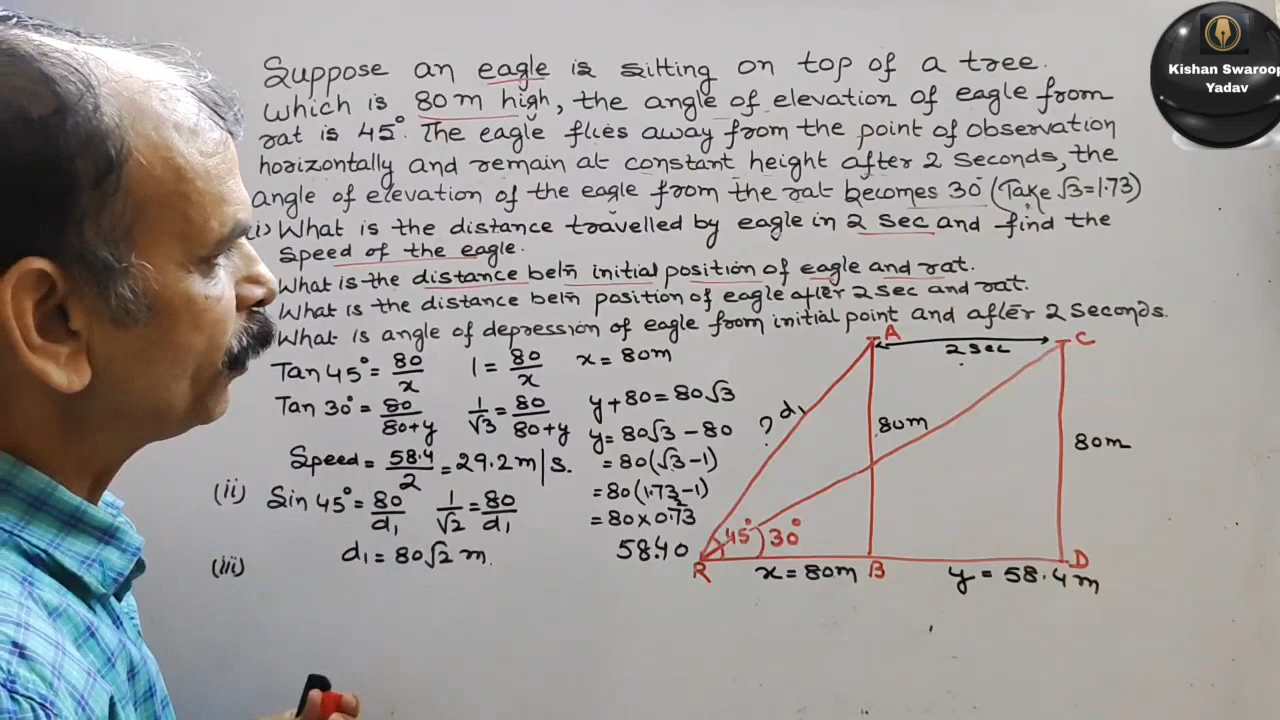 Kishan Swaroop
Yadav
Suppose an eagle is sitting on top of a tree.
which is 80m high, the angle of elevation of eagle from
rat is 45°. The eagle flies away from the point of observation
horizontally and remain at constant height after 2 seconds, the
angle of elevation of the eagle from the rat becomes 30° (Take √3=1.73)
i) What is the distance travelled by eagle in 2 sec and find the
speed of the eagle.
What is the distance betn initial position of eagle and rat.
What is the distance betn position of eagle after 2 sec and rat.
What is angle of depression of eagle from initial point and after 2 seconds.
Tan 45° = 80/x 1 = 80/x x = 80m
Tan 30° = 80/80+y 1/√3 = 80/80+y y+80 = 80√3
y = 80√3 - 80
Speed = 58.4/2 = 29.2 m/s. = 80(√3-1)
= 80(1.73-1)
(ii) Sin 45° = 80/d₁ 1/√2 = 80/d₁ = 80×0.73
d₁ = 80√2 m. 5840
(iii)
A C
2 sec
? d₁
80m 80m
45° 30°
R B D
x = 80m y = 58.4 m